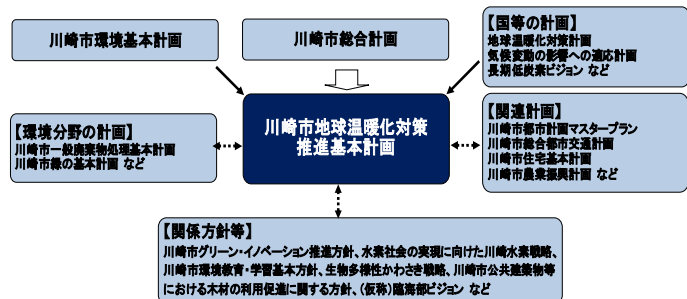 川崎市環境基本計画
川崎市総合計画
【国等の計画】
地球温暖化対策計画
気候変動の影響への適応計画
長期低炭素ビジョン など
【環境分野の計画】
川崎市一般廃棄物処理基本計画
川崎市緑の基本計画 など
川崎市地球温暖化対策
推進基本計画
【関連計画】
川崎市都市計画マスタープラン
川崎市総合都市交通計画
川崎市住宅基本計画
川崎市農業振興計画 など
【関係方針等】
川崎市グリーン・イノベーション推進方針、水素社会の実現に向けた川崎水素戦略、
川崎市環境教育・学習基本方針、生物多様性かわさき戦略、川崎市公共建築物等
における木材の利用促進に関する方針、(仮称)臨海部ビジョン など